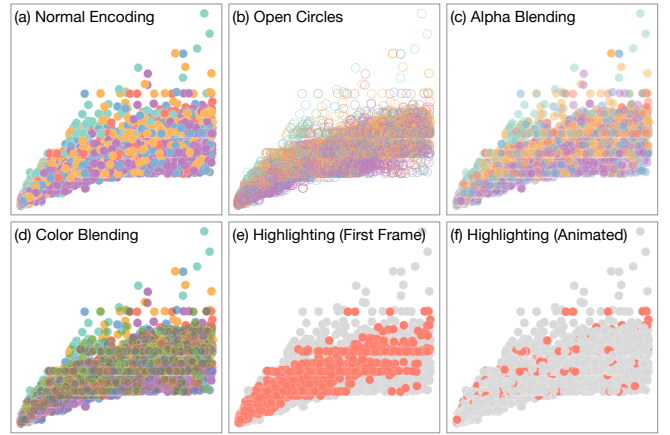 (a) Normal Encoding
(b) Open Circles
(c) Alpha Blending
(d) Color Blending
(e) Highlighting (First Frame)
(f) Highlighting (Animated)